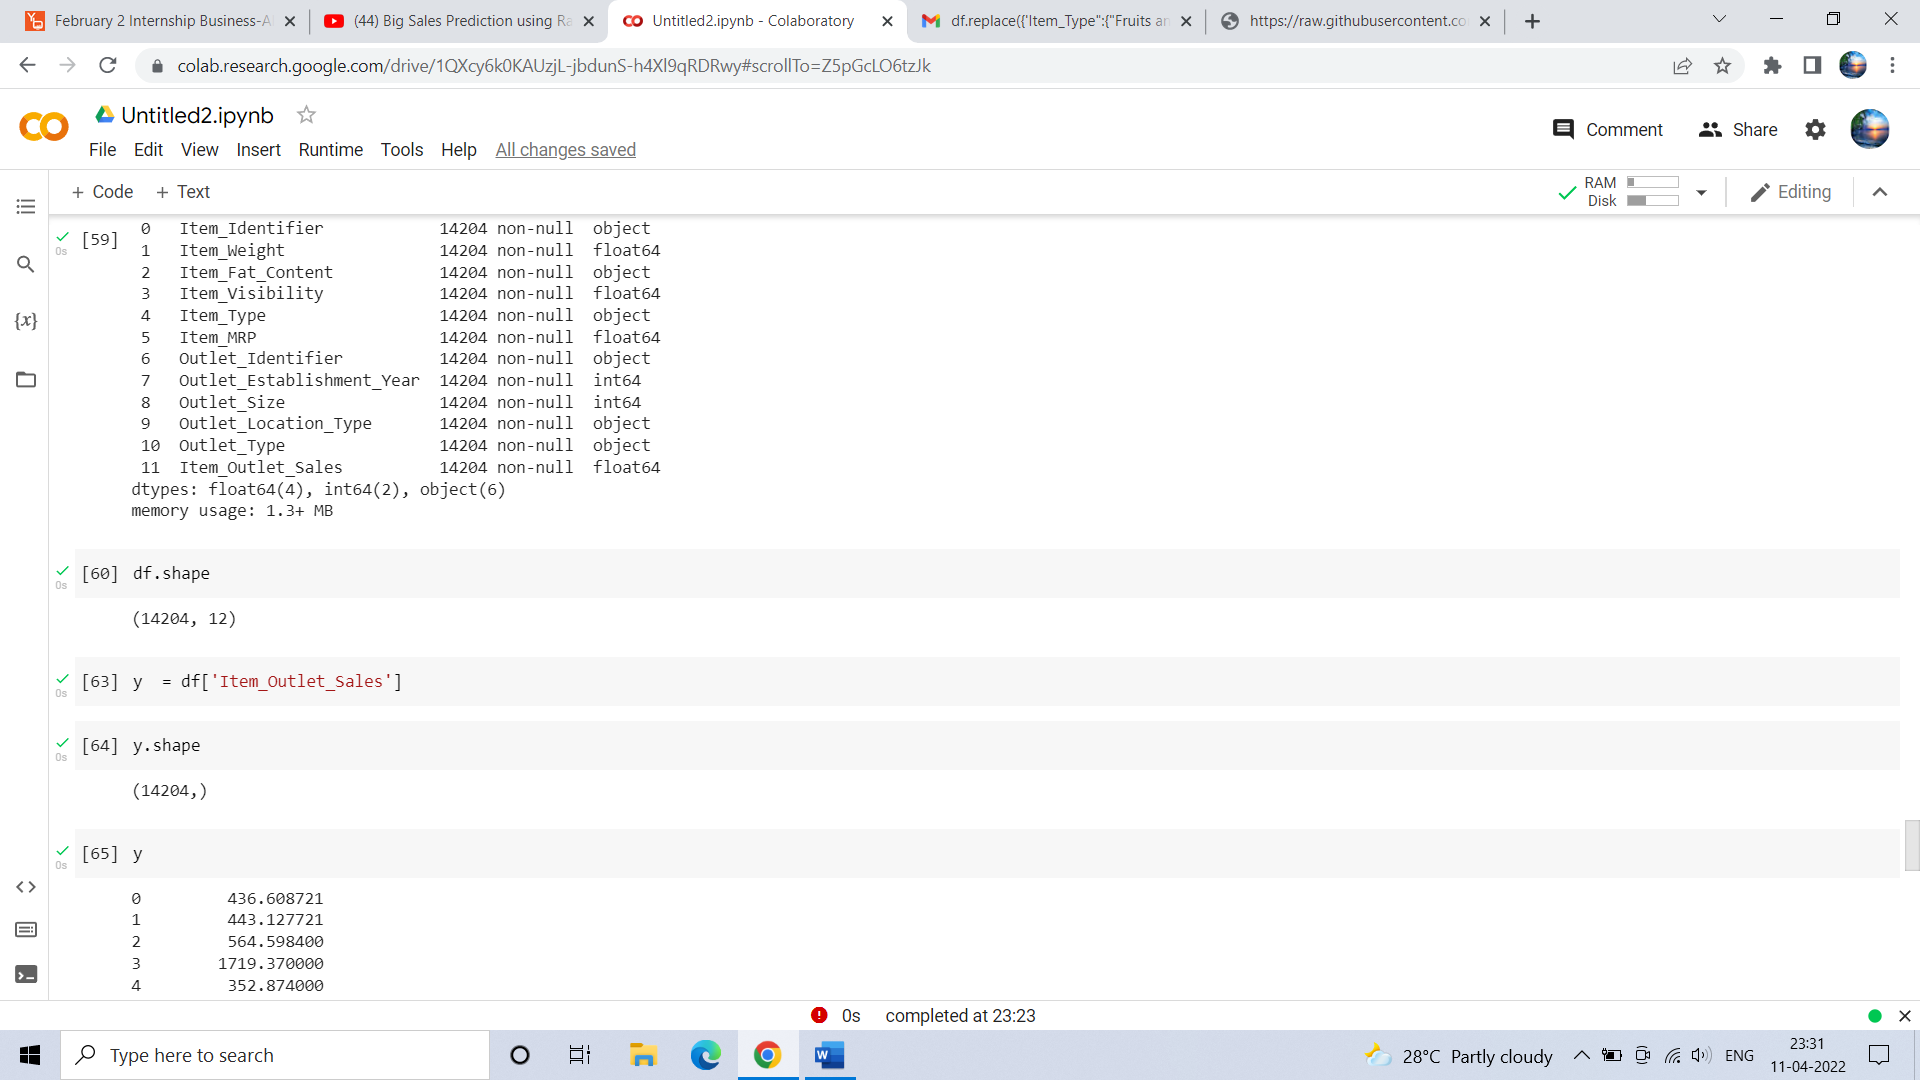 February 2 Internship Business-A
(44) Big Sales Prediction using Ra
Untitled2.ipynb - Colaboratory
df.replace({'Item_Type':{"Fruits an
https://raw.githubusercontent.co
colab.research.google.com/drive/1QXcy6k0KAUzjL-jbdunS-h4Xl9qRDRwy#scrollTo=Z5pGcLO6tzJk
Untitled2.ipynb
Comment
Share
File Edit View Insert Runtime Tools Help All changes saved
+ Code + Text
RAM
Disk
Editing
[59] 0 Item_Identifier 14204 non-null object
0s
1 Item_Weight 14204 non-null float64
2 Item_Fat_Content 14204 non-null object
3 Item_Visibility 14204 non-null float64
4 Item_Type 14204 non-null object
5 Item_MRP 14204 non-null float64
6 Outlet_Identifier 14204 non-null object
7 Outlet_Establishment_Year 14204 non-null int64
8 Outlet_Size 14204 non-null int64
9 Outlet_Location_Type 14204 non-null object
10 Outlet_Type 14204 non-null object
11 Item_Outlet_Sales 14204 non-null float64
dtypes: float64(4), int64(2), object(6)
memory usage: 1.3+ MB
[60] df.shape
0s
(14204, 12)
[63] y  = df['Item_Outlet_Sales']
0s
[64] y.shape
0s
(14204,)
[65] y
0s
0 436.608721
1 443.127721
2 564.598400
3 1719.370000
4 352.874000
0s completed at 23:23
Type here to search
28°C Partly cloudy
ENG
23:31
11-04-2022